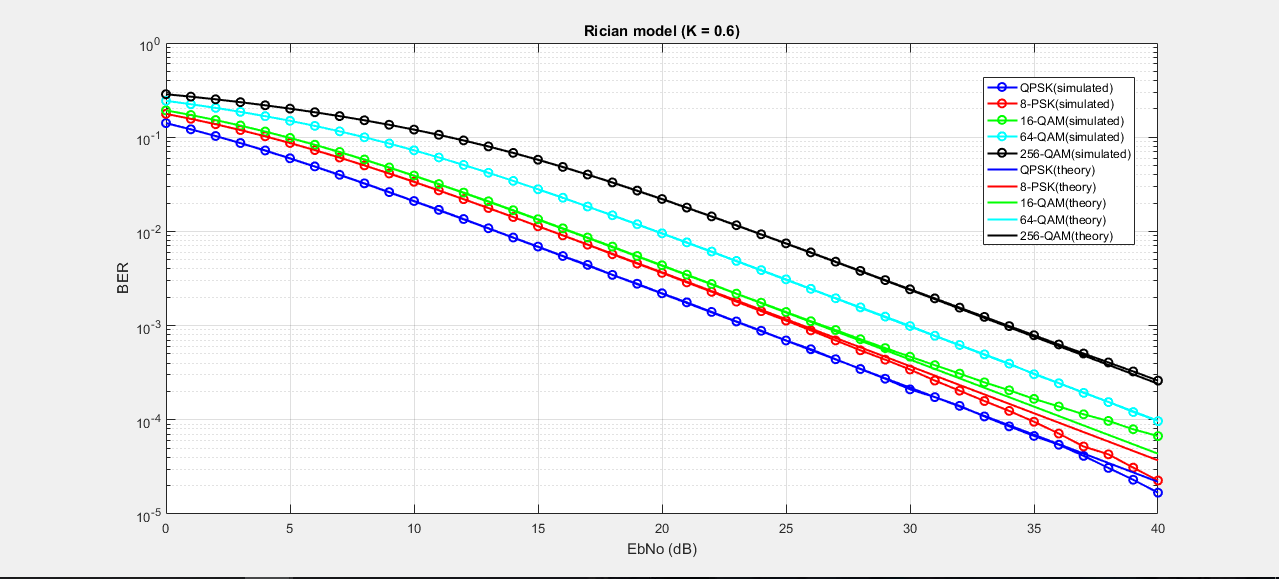 Rician model (K = 0.6)
10^0
10^-1
10^-2
10^-3
10^-4
10^-5
BER
QPSK(simulated)
8-PSK(simulated)
16-QAM(simulated)
64-QAM(simulated)
256-QAM(simulated)
QPSK(theory)
8-PSK(theory)
16-QAM(theory)
64-QAM(theory)
256-QAM(theory)
0 5 10 15 20 25 30 35 40
EbNo (dB)